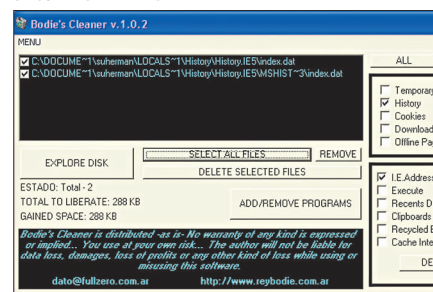 Bodie's Cleaner v.1.0.2
MENU
C:\DOCUME~1\suherman\LOCALS~1\History\History.IE5\index.dat
C:\DOCUME~1\suherman\LOCALS~1\History\History.IE5\MSHIST~3\index.dat
ALL
Temporary
History
Cookies
Download
Offline Pa
EXPLORE DISK
SELECT ALL FILES
REMOVE
DELETE SELECTED FILES
ESTADO: Total - 2
TOTAL TO LIBERATE: 288 KB
GAINED SPACE: 288 KB
ADD/REMOVE PROGRAMS
I.E.Address
Execute
Recents D
Clipboards
Recycled B
Cache Inte
DE
Bodie's Cleaner is distributed -as is- No warranty of any kind is expressed
or implied... You use at your own risk... The author will not be liable for
data loss, damages, loss of profits or any other kind of loss while using or
misusing this software.
dato@fullzero.com.ar http://www.reybodie.com.ar